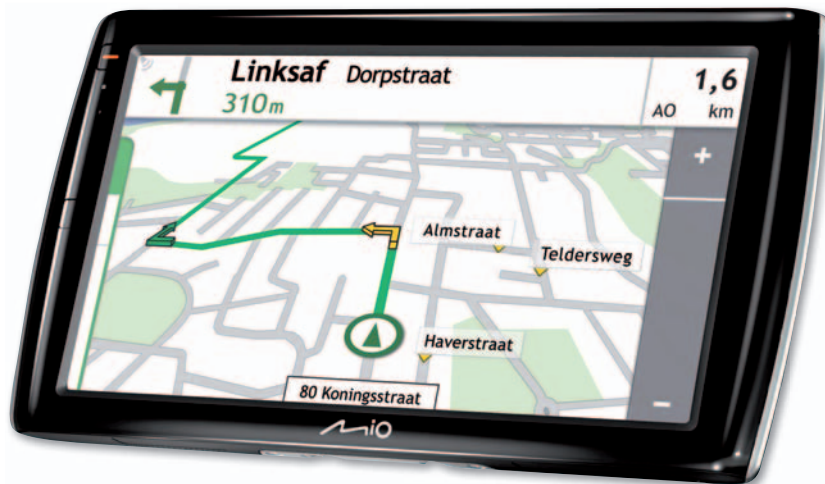 Linksaf Dorpstraat
310m
1,6
AO km
+
Almstraat
Teldersweg
Haverstraat
80 Koningsstraat
−
Mio